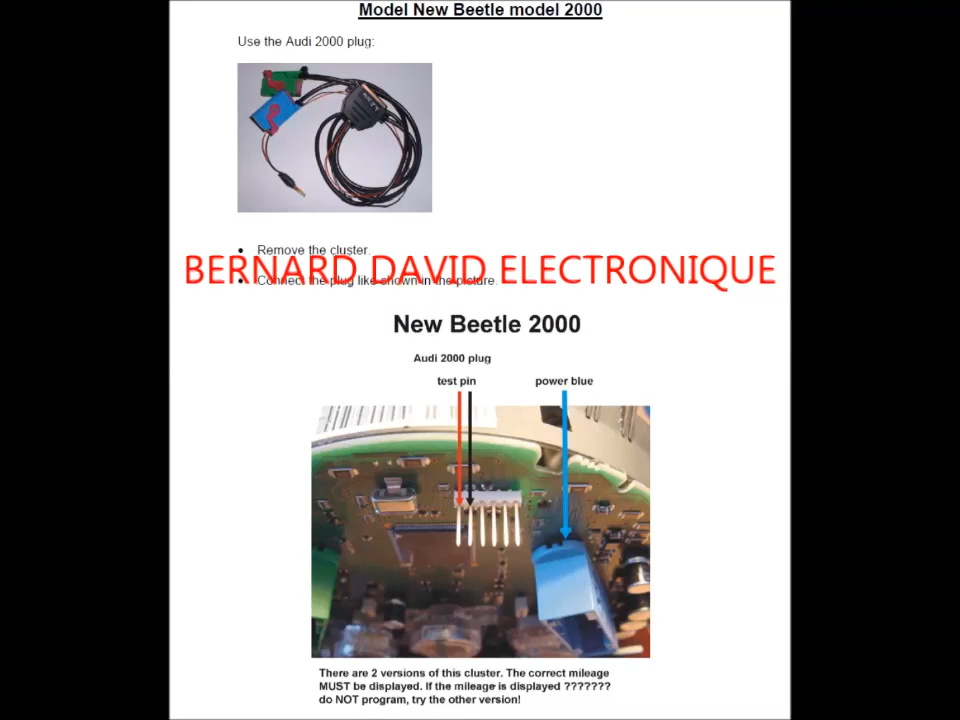 Model New Beetle model 2000
Use the Audi 2000 plug:
Remove the cluster.
BERNARD DAVID ELECTRONIQUE
Connect the plug like shown in the picture.
New Beetle 2000
Audi 2000 plug
test pin power blue
There are 2 versions of this cluster. The correct mileage
MUST be displayed. If the mileage is displayed ???????
do NOT program, try the other version!